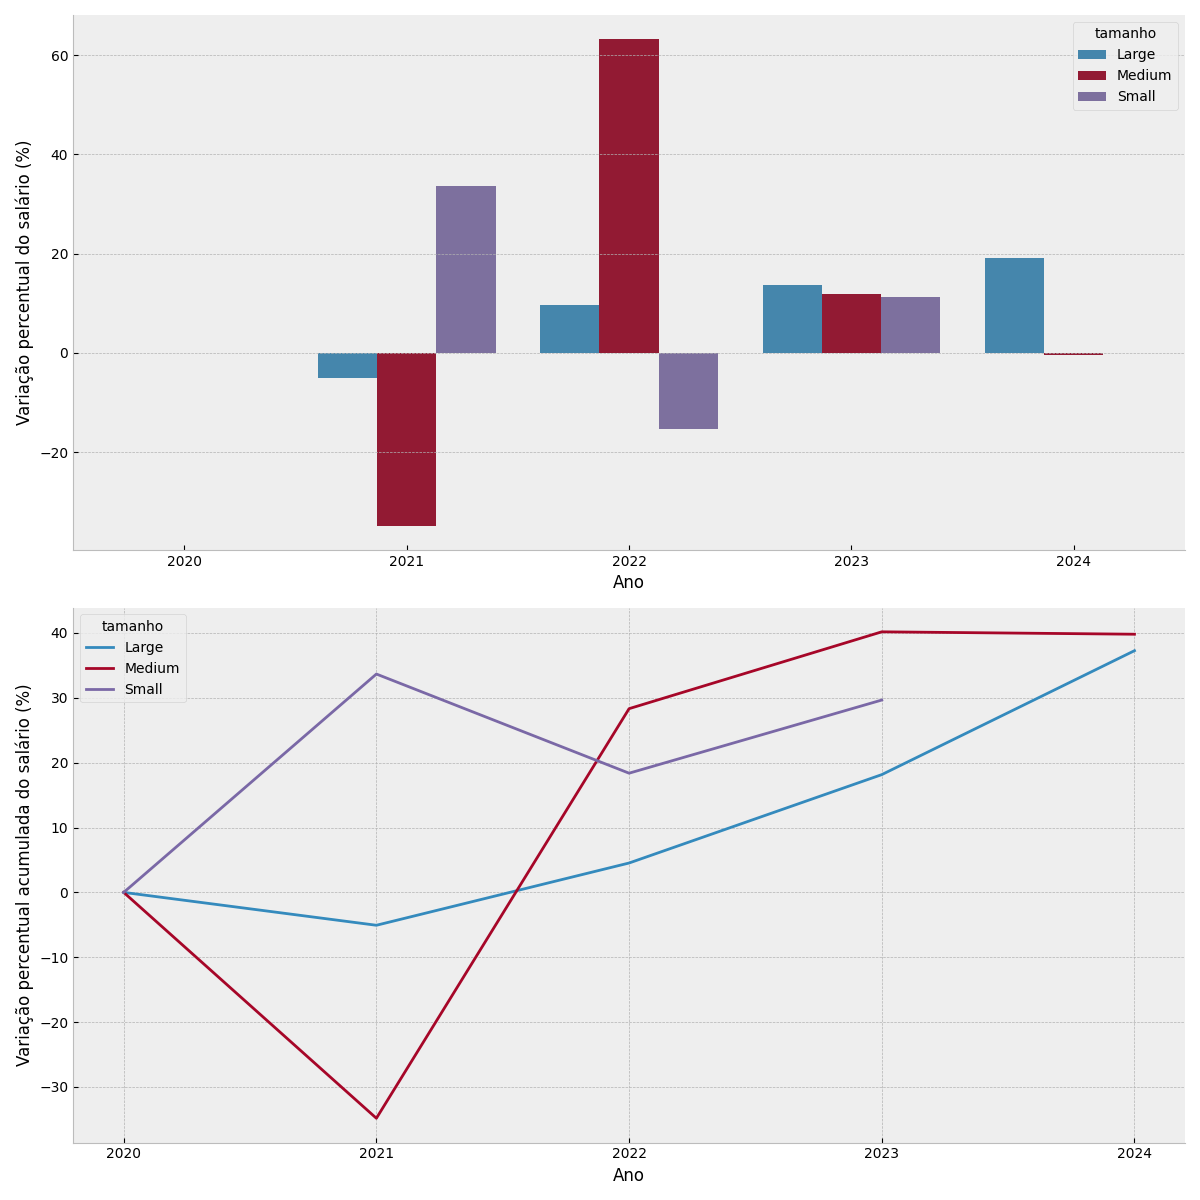 Variação percentual do salário (%)
60
40
20
0
−20
tamanho
Large
Medium
Small
2020
2021
2022
2023
2024
Ano
Variação percentual acumulada do salário (%)
40
30
20
10
0
−10
−20
−30
tamanho
Large
Medium
Small
2020
2021
2022
2023
2024
Ano